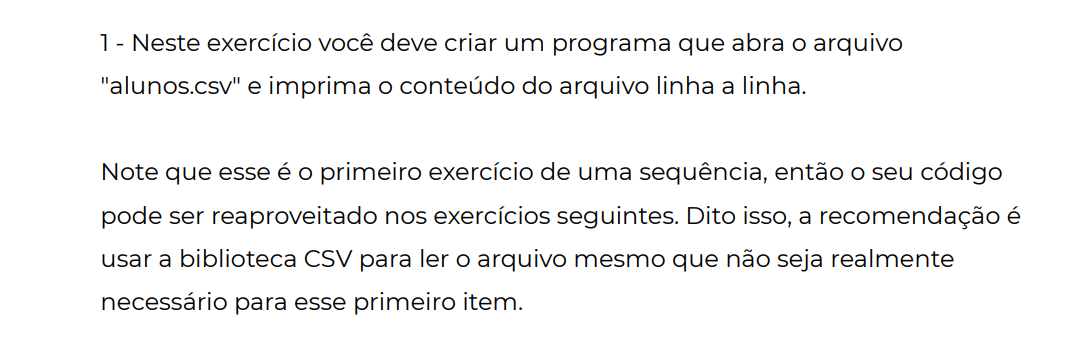 1 - Neste exercício você deve criar um programa que abra o arquivo
"alunos.csv" e imprima o conteúdo do arquivo linha a linha.
Note que esse é o primeiro exercício de uma sequência, então o seu código
pode ser reaproveitado nos exercícios seguintes. Dito isso, a recomendação é
usar a biblioteca CSV para ler o arquivo mesmo que não seja realmente
necessário para esse primeiro item.